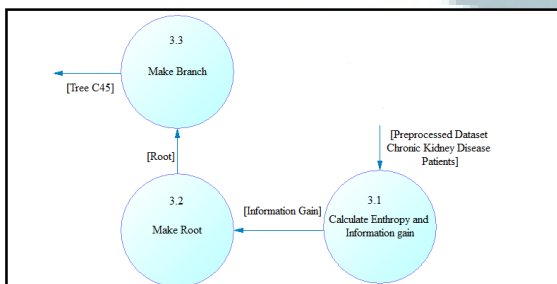 3.3
Make Branch
[Tree C45]
[Root]
[Preprocessed Dataset
Chronic Kidney Disease
Patients]
3.2
Make Root
[Information Gain]
3.1
Calculate Enthropy and
Information gain